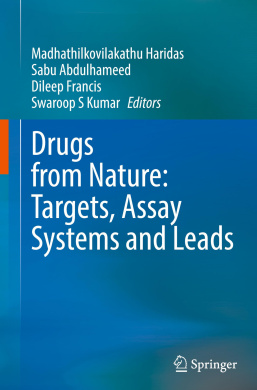 Madhathilkovilakathu Haridas
Sabu Abdulhameed
Dileep Francis
Swaroop S Kumar Editors
Drugs
from Nature:
Targets, Assay
Systems and Leads
Springer